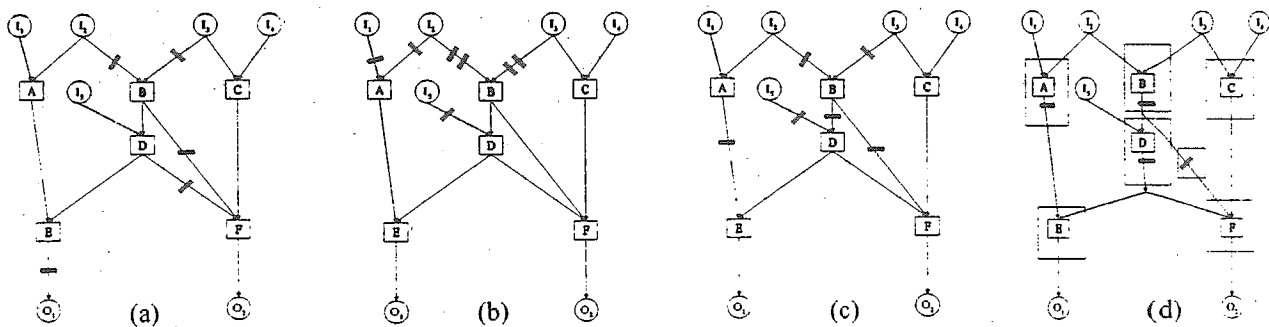 I₁ I₂ I₃ I₄ I₁ I₂ I₃ I₄ I₁ I₂ I₃ I₄ I₁ I₂ I₃ I₄
A I₅ B C A I₅ B C A I₅ B C A I₅ B C
D D D D
B F E F E F E F
O₁ (a) O₂ O₁ (b) O₂ O₁ (c) O₂ O₁ (d) O₂